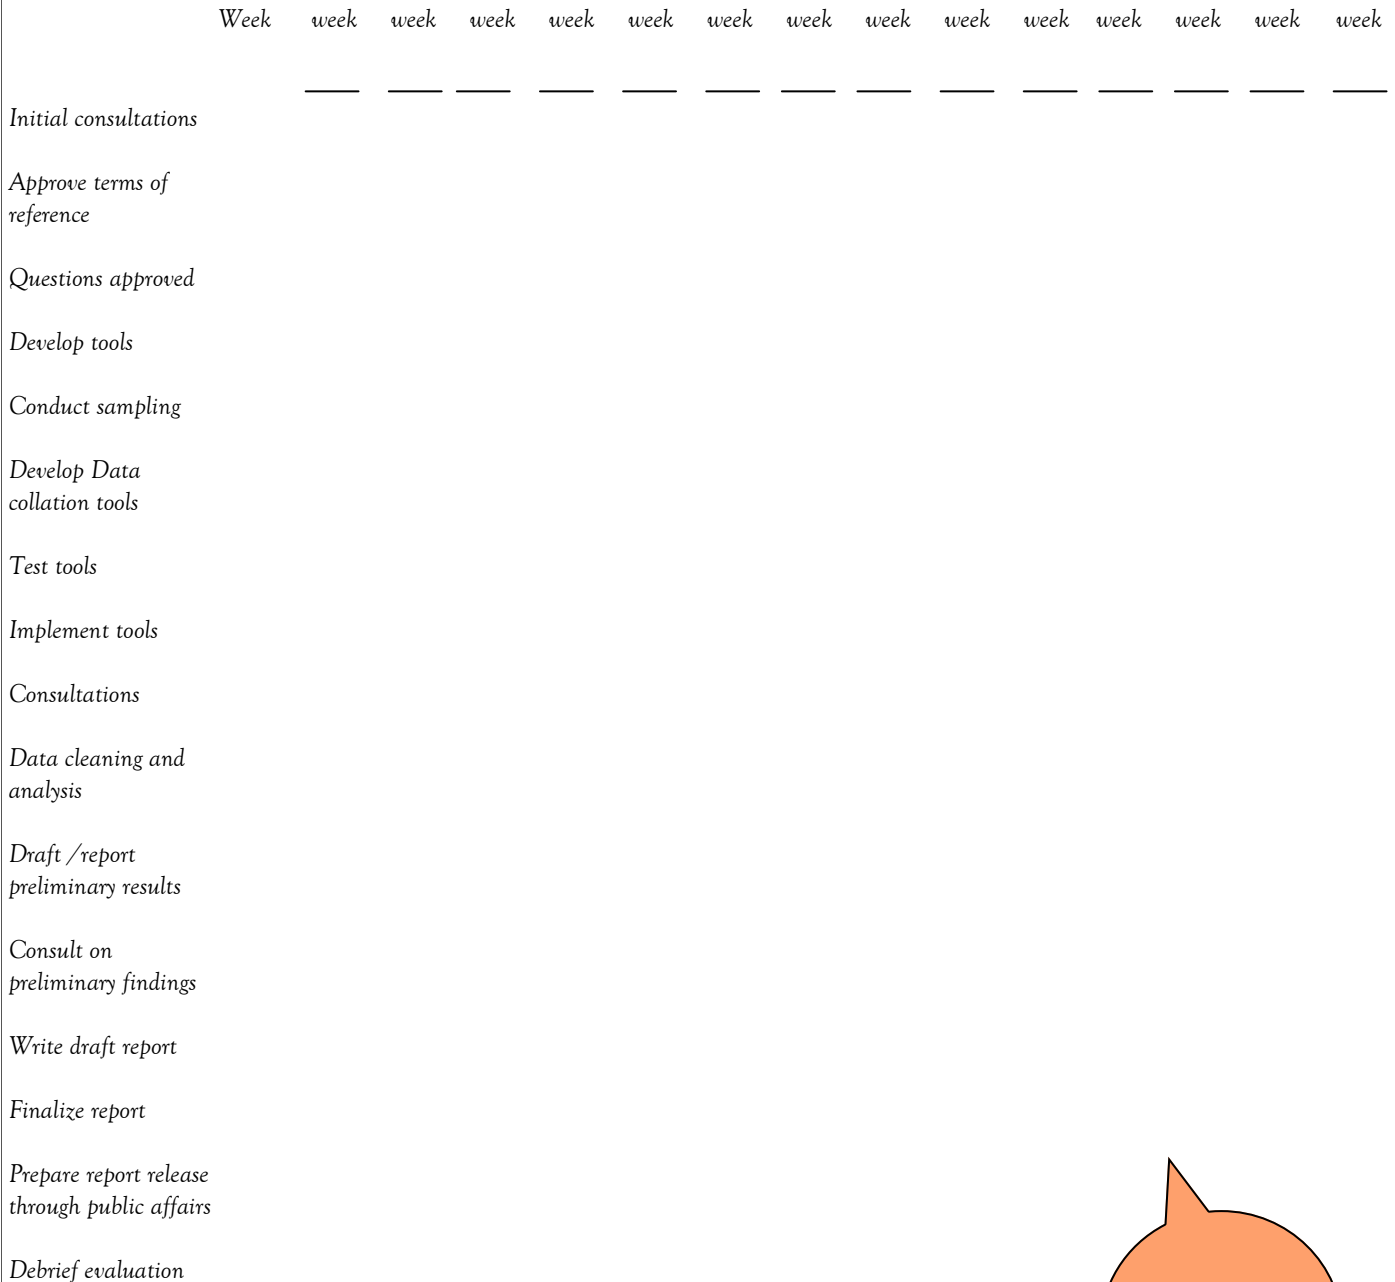 Week week week week week week week week week week week week week week week
Initial consultations
Approve terms of
reference
Questions approved
Develop tools
Conduct sampling
Develop Data
collation tools
Test tools
Implement tools
Consultations
Data cleaning and
analysis
Draft /report
preliminary results
Consult on
preliminary findings
Write draft report
Finalize report
Prepare report release
through public affairs
Debrief evaluation